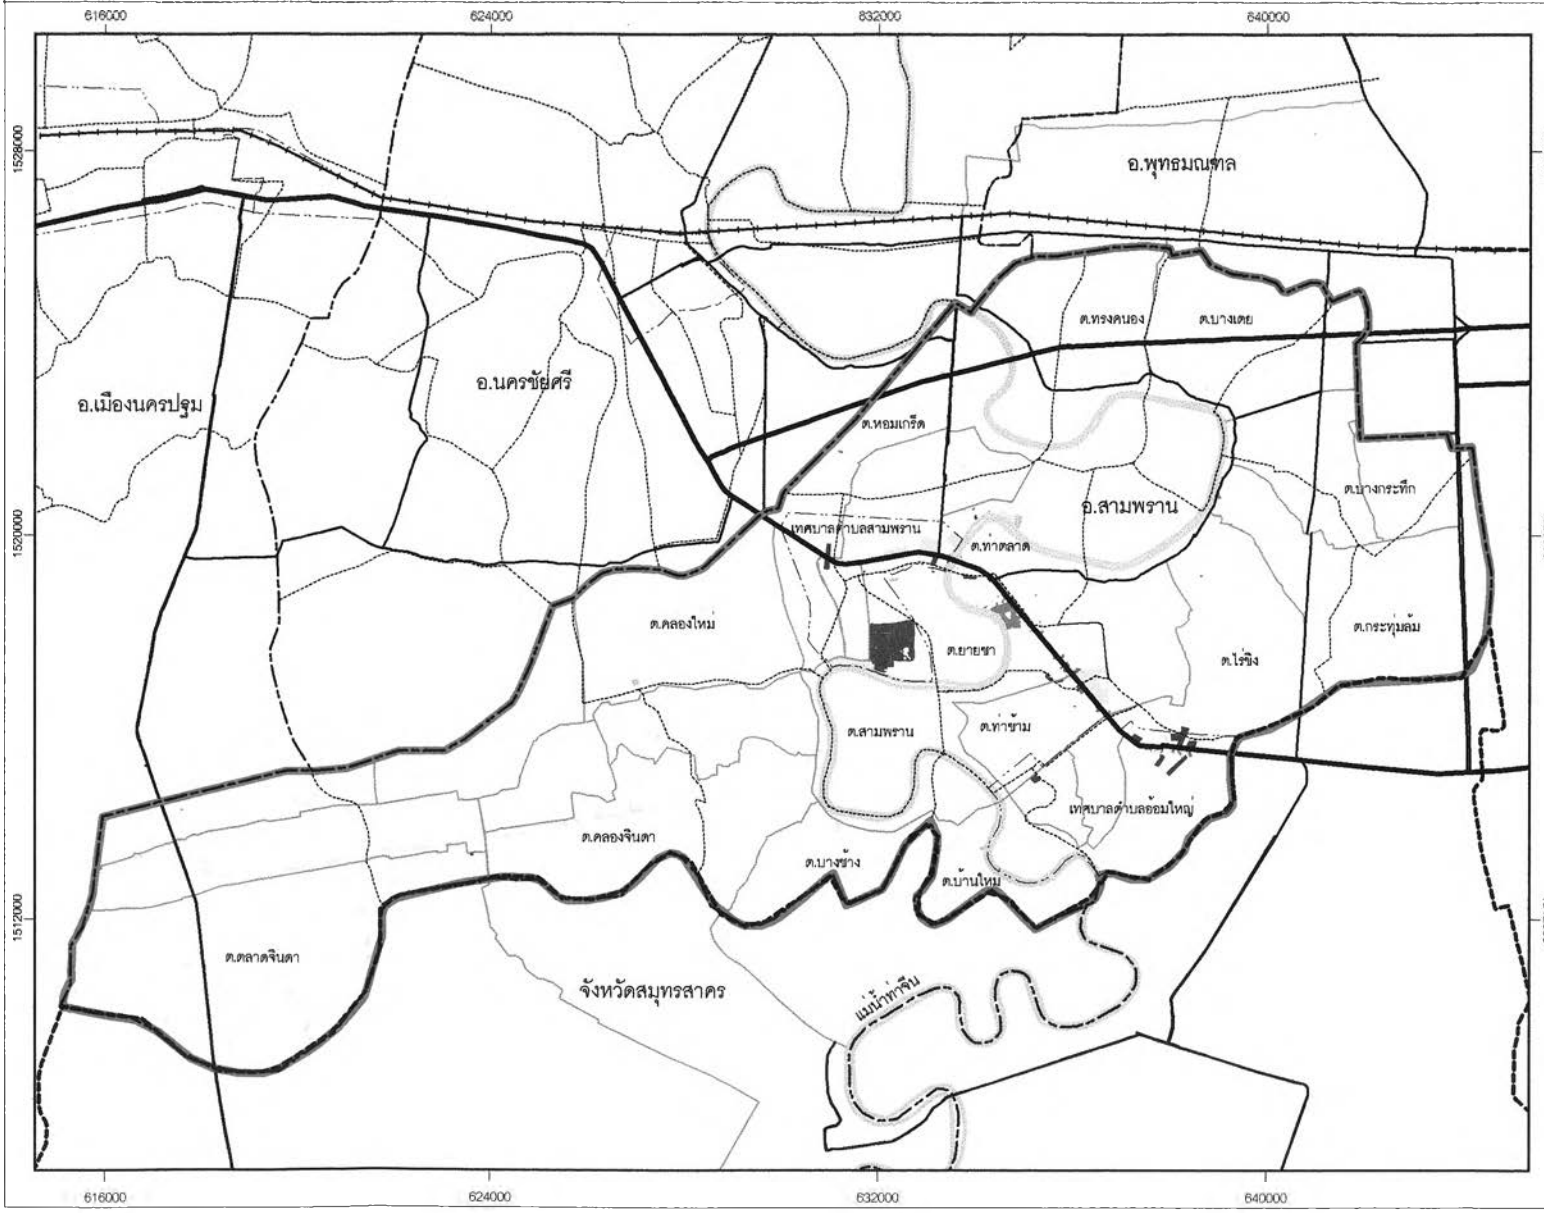 616000
624000
832000
640000
640000
1528000
อ.พุทธมณฑล
ต.ทรงคนอง
ต.บางเตย
อ.นครชัยศรี
อ.เมืองนครปฐม
ต.หอมเกร็ด
ต.บางกระทึก
อ.สามพราน
1520000
เทศบาลตำบลสามพราน
ต.ท่าตลาด
ต.คลองใหม่
ต.กระทุ่มล้ม
ต.ยายชา
ต.ไร่ขิง
ต.สามพราน
ต.ท่าข้าม
เทศบาลตำบลอ้อมใหญ่
ต.คลองจินดา
ต.บางช้าง
ต.บ้านใหม่
1512000
ต.ตลาดจินดา
จังหวัดสมุทรสาคร
แม่น้ำท่าจีน
616000
624000
632000
640000